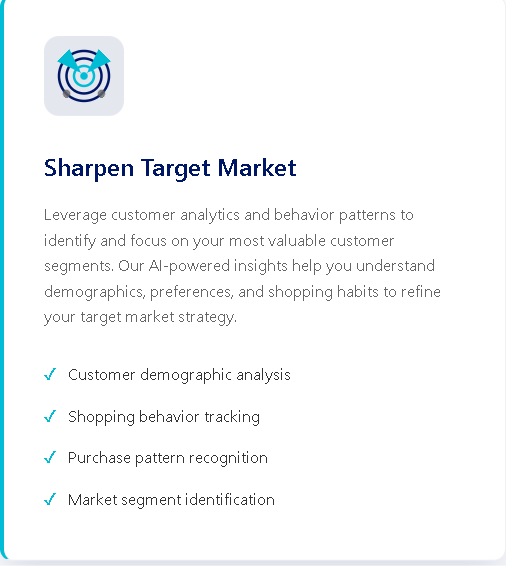 Sharpen Target Market
Leverage customer analytics and behavior patterns to
identify and focus on your most valuable customer
segments. Our AI-powered insights help you understand
demographics, preferences, and shopping habits to refine
your target market strategy.
✓ Customer demographic analysis
✓ Shopping behavior tracking
✓ Purchase pattern recognition
✓ Market segment identification